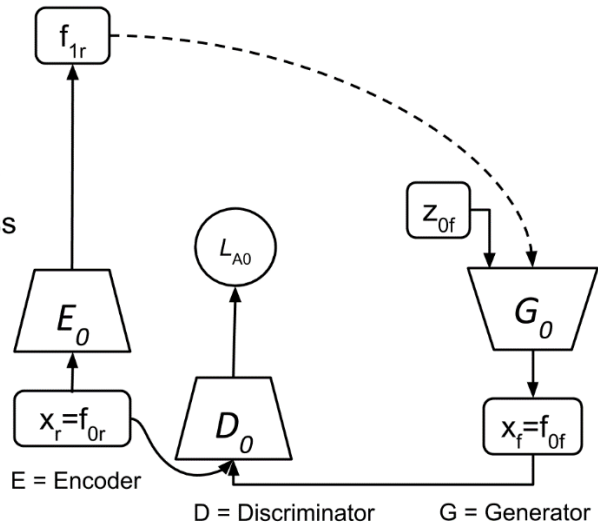 f1r
z0f
LA0
E0
G0
D0
xr=f0r
xf=f0f
E = Encoder
D = Discriminator
G = Generator